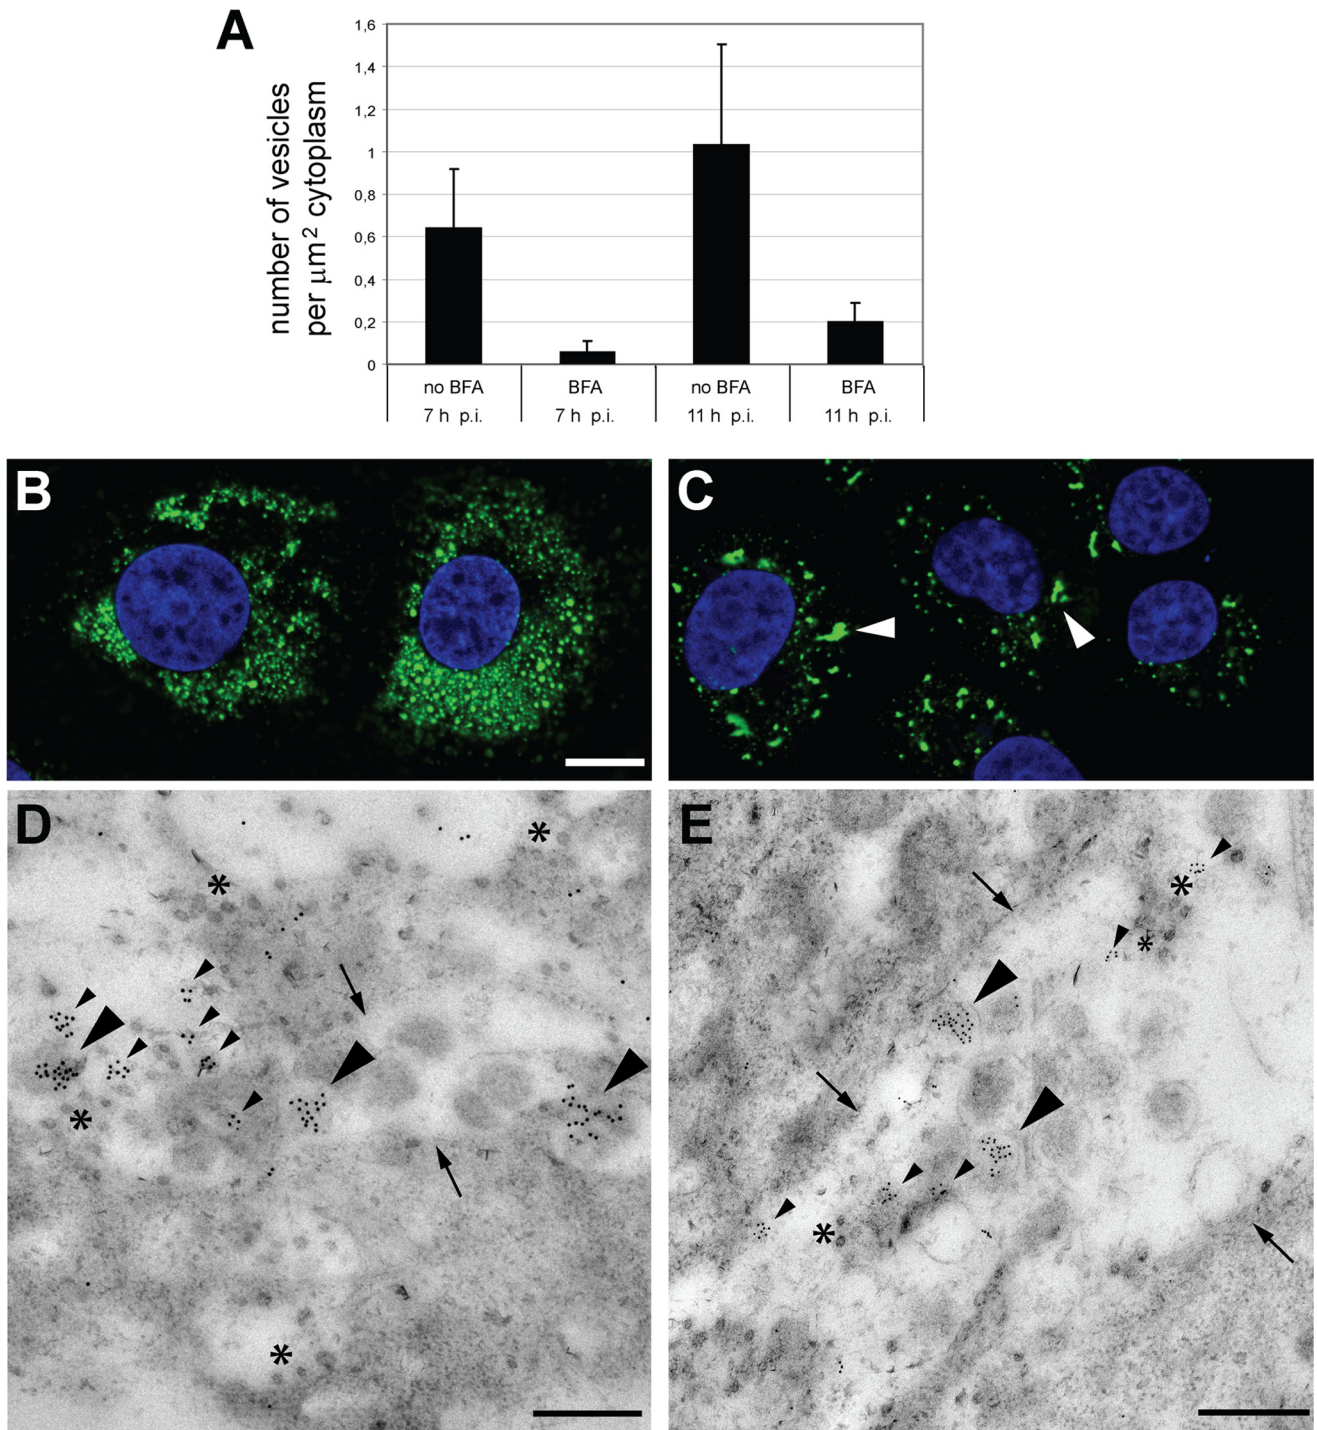 A
number of vesicles
per μm² cytoplasm
1,6
1,4
1,2
1
0,8
0,6
0,4
0,2
0
no BFA BFA no BFA BFA
7 h p.i. 7 h p.i. 11 h p.i. 11 h p.i.
B
C
D
E